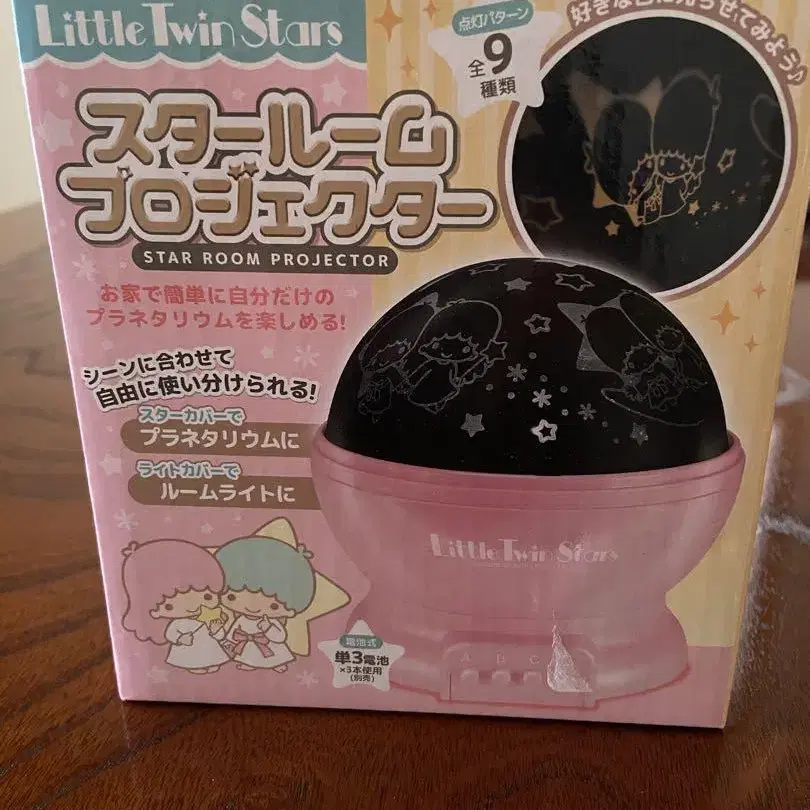 Little Twin Stars
点灯パターン
全9
種類
好きな色に光らせてみよう♪
スタールーム
プロジェクター
STAR ROOM PROJECTOR
お家で簡単に自分だけの
プラネタリウムを楽しめる!
シーンに合わせて
自由に使い分けられる!
スターカバーで
プラネタリウムに
ライトカバーで
ルームライトに
Little Twin Stars
電池式
単3電池
×3本使用
(別売)
A B C